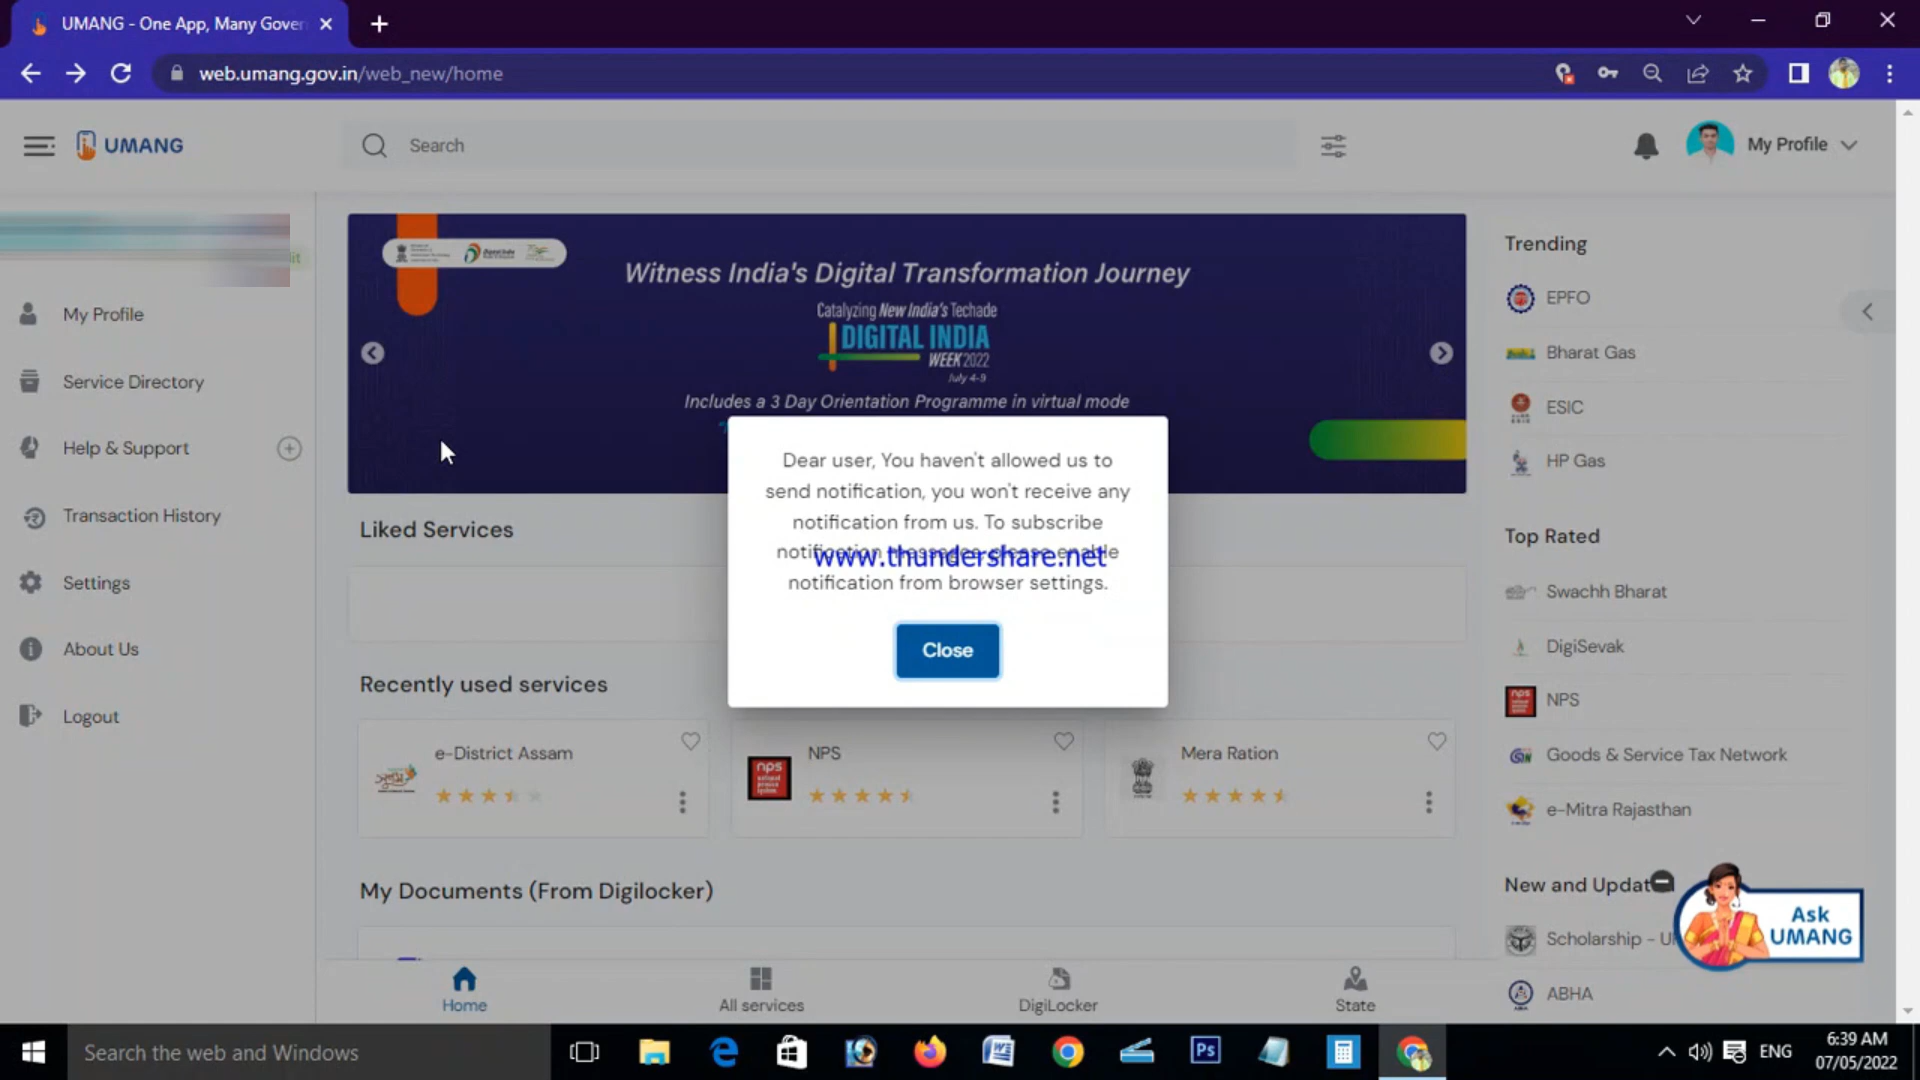 UMANG - One App, Many Gover
web.umang.gov.in/web_new/home
UMANG
Search
My Profile
My Profile
Service Directory
Help & Support
Transaction History
Settings
About Us
Logout
Witness India's Digital Transformation Journey
Catalyzing New India's Techade
DIGITAL INDIA
WEEK 2022
July 4-9
Includes a 3 Day Orientation Programme in virtual mode
Dear user, You haven't allowed us to
send notification, you won't receive any
notification from us. To subscribe
notification messages, please enable
www.thundershare.net
notification from browser settings.
Close
Liked Services
Recently used services
e-District Assam
NPS
Mera Ration
My Documents (From Digilocker)
Home
All services
DigiLocker
State
Trending
EPFO
Bharat Gas
ESIC
HP Gas
Top Rated
Swachh Bharat
DigiSevak
nps
NPS
Goods & Service Tax Network
e-Mitra Rajasthan
New and Updat
Scholarship - U
ABHA
Ask
UMANG
Search the web and Windows
Ps
ENG
6:39 AM
07/05/2022